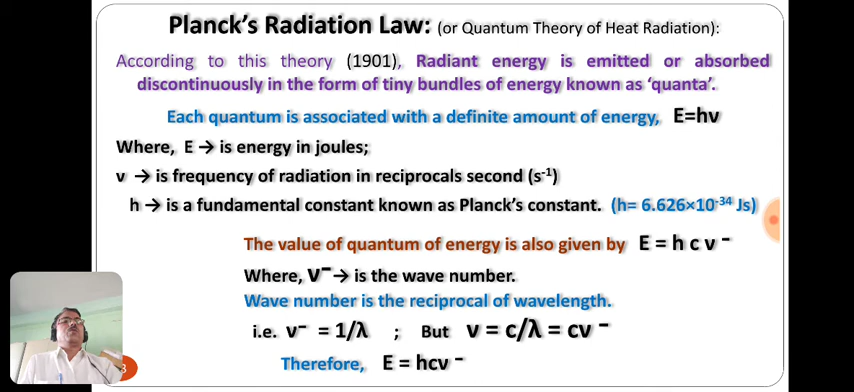 Planck's Radiation Law: (or Quantum Theory of Heat Radiation):
According to this theory (1901), Radiant energy is emitted or absorbed
discontinuously in the form of tiny bundles of energy known as 'quanta'.
Each quantum is associated with a definite amount of energy, E=hν
Where, E → is energy in joules;
ν → is frequency of radiation in reciprocals second (s⁻¹)
h → is a fundamental constant known as Planck's constant. (h= 6.626×10⁻³⁴ Js)
The value of quantum of energy is also given by E = h c ν⁻
Where, ν⁻ → is the wave number.
Wave number is the reciprocal of wavelength.
i.e. ν⁻ = 1/λ ; But ν = c/λ = cν⁻
Therefore, E = hcν⁻
3